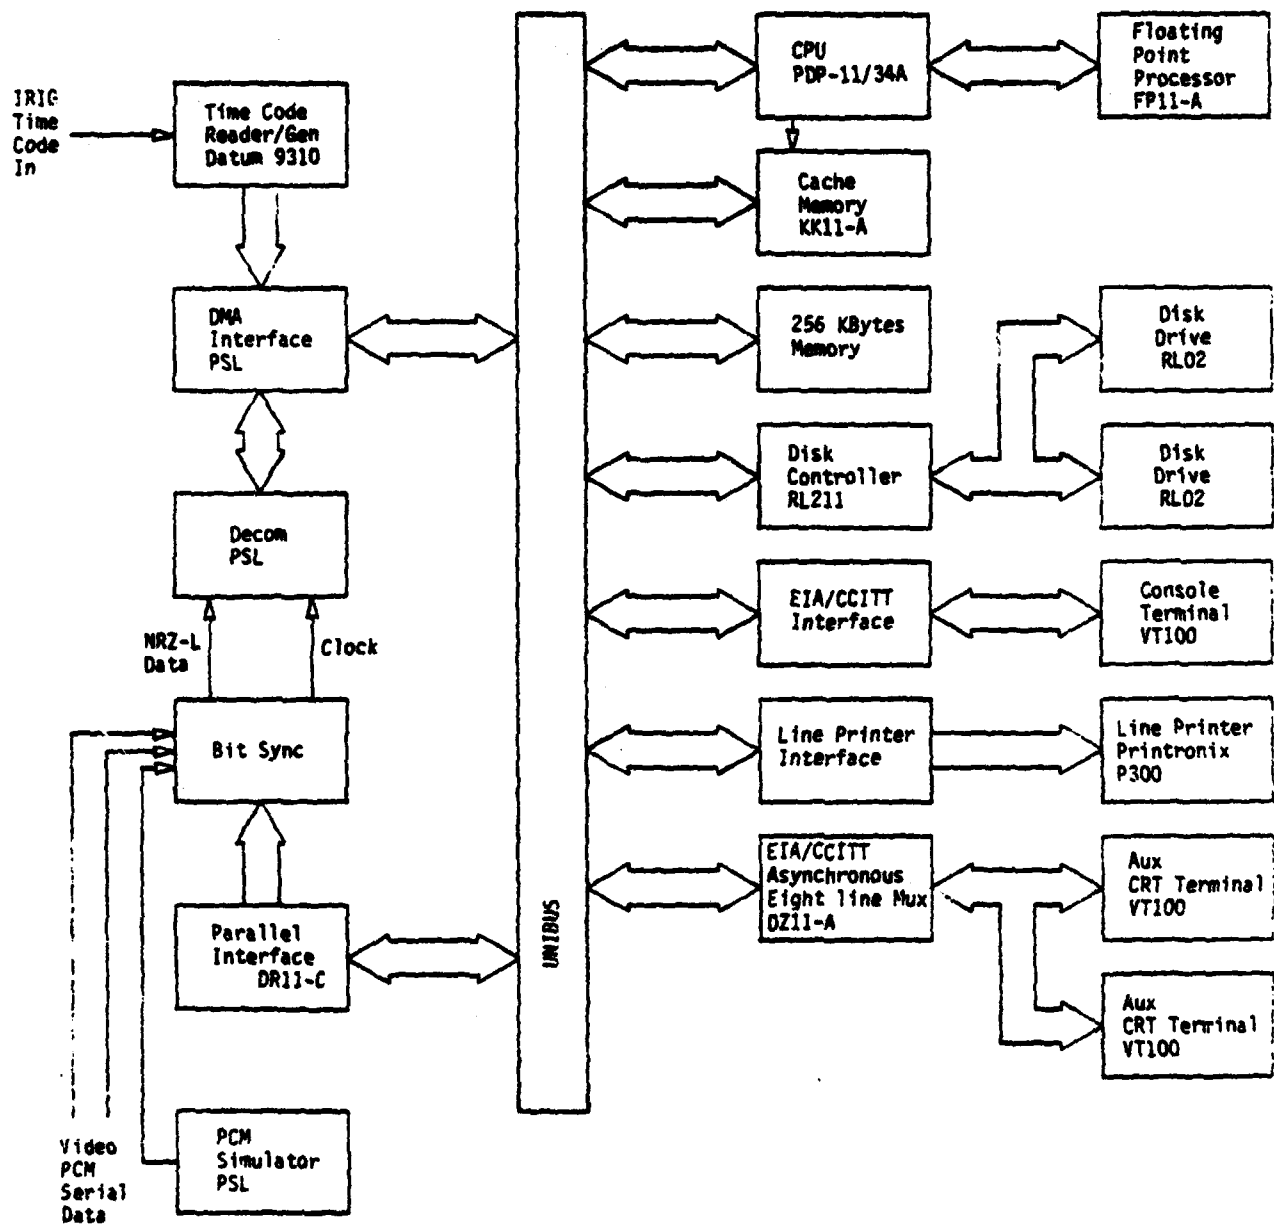 IRIG
Time
Code
In
Time Code
Reader/Gen
Datum 9310
DMA
Interface
PSL
Decom
PSL
NRZ-L
Data
Clock
Bit Sync
Parallel
Interface
DR11-C
PCM
Simulator
PSL
Video
PCM
Serial
Data
UNIBUS
CPU
PDP-11/34A
Floating
Point
Processor
FP11-A
Cache
Memory
KK11-A
256 KBytes
Memory
Disk
Controller
RL211
Disk
Drive
RL02
Disk
Drive
RL02
EIA/CCITT
Interface
Console
Terminal
VT100
Line Printer
Interface
Line Printer
Printronix
P300
EIA/CCITT
Asynchronous
Eight line Mux
DZ11-A
Aux
CRT Terminal
VT100
Aux
CRT Terminal
VT100